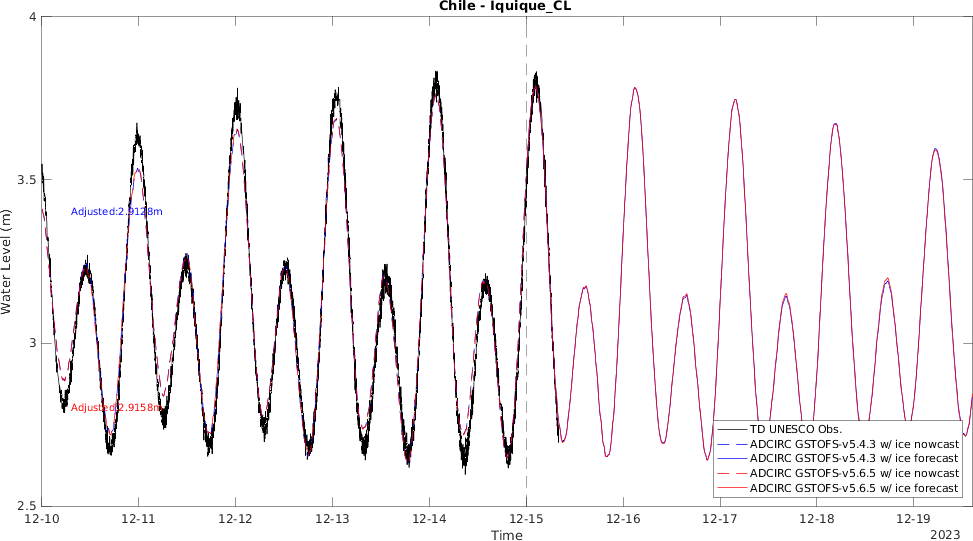 Chile - Iquique_CL
4
3.5
3
2.5
Water Level (m)
Adjusted:2.9128m
Adjusted:2.9158m
TD UNESCO Obs.
ADCIRC GSTOFS-v5.4.3 w/ ice nowcast
ADCIRC GSTOFS-v5.4.3 w/ ice forecast
ADCIRC GSTOFS-v5.6.5 w/ ice nowcast
ADCIRC GSTOFS-v5.6.5 w/ ice forecast
12-10 12-11 12-12 12-13 12-14 12-15 12-16 12-17 12-18 12-19
Time
2023